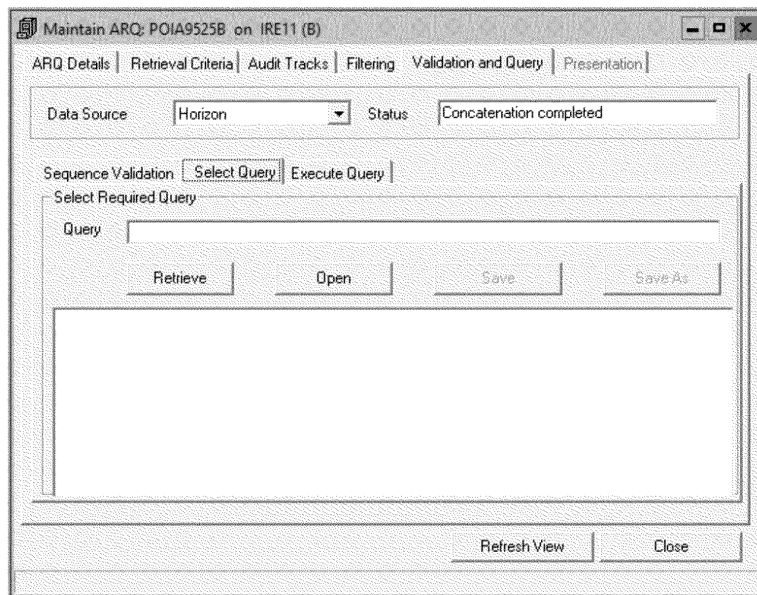 Maintain ARQ: POIA9525B on IRE11 (B)
ARQ Details Retrieval Criteria Audit Tracks Filtering Validation and Query Presentation
Data Source Horizon Status Concatenation completed
Sequence Validation Select Query Execute Query
Select Required Query
Query
Retrieve Open Save Save As
Refresh View Close